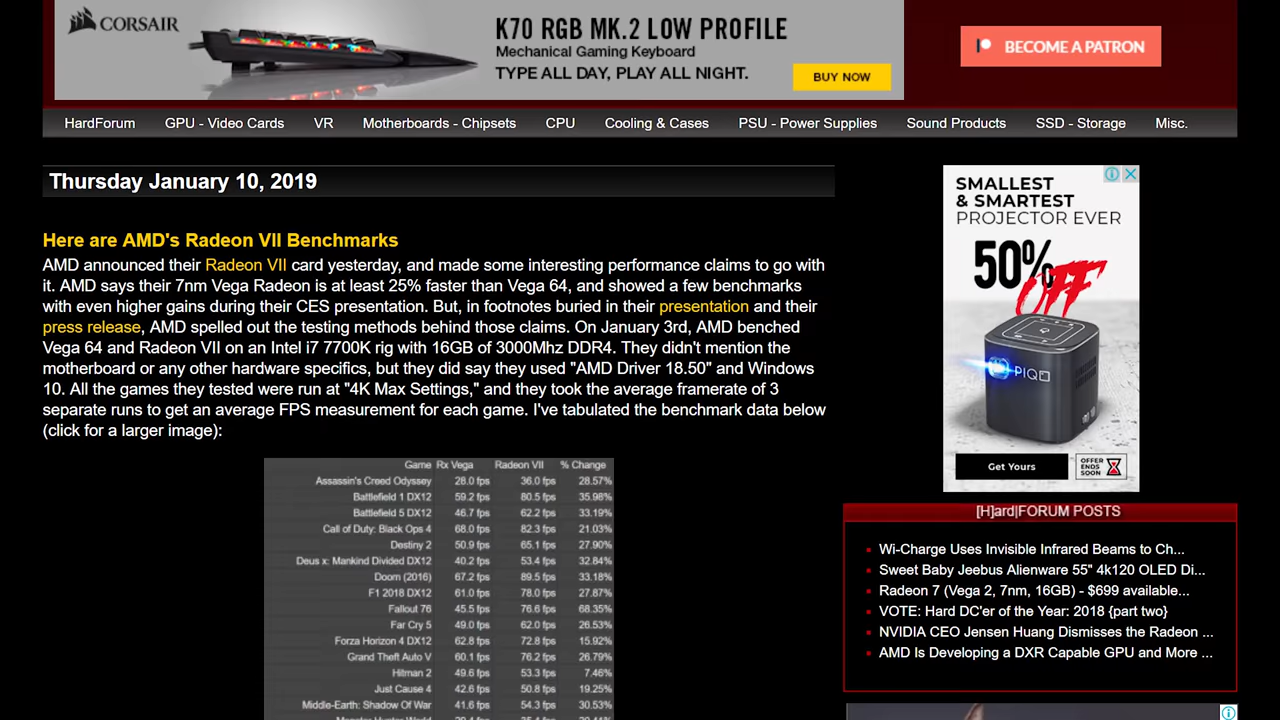 CORSAIR
K70 RGB MK.2 LOW PROFILE
Mechanical Gaming Keyboard
TYPE ALL DAY, PLAY ALL NIGHT.
BUY NOW
BECOME A PATRON
HardForum GPU - Video Cards VR Motherboards - Chipsets CPU Cooling & Cases PSU - Power Supplies Sound Products SSD - Storage Misc.
Thursday January 10, 2019
Here are AMD's Radeon VII Benchmarks
AMD announced their Radeon VII card yesterday, and made some interesting performance claims to go with
it. AMD says their 7nm Vega Radeon is at least 25% faster than Vega 64, and showed a few benchmarks
with even higher gains during their CES presentation. But, in footnotes buried in their presentation and their
press release, AMD spelled out the testing methods behind those claims. On January 3rd, AMD benched
Vega 64 and Radeon VII on an Intel i7 7700K rig with 16GB of 3000Mhz DDR4. They didn't mention the
motherboard or any other hardware specifics, but they did say they used "AMD Driver 18.50" and Windows
10. All the games they tested were run at "4K Max Settings," and they took the average framerate of 3
separate runs to get an average FPS measurement for each game. I've tabulated the benchmark data below
(click for a larger image):
Game Rx Vega Radeon VII % Change
Assassin's Creed Odyssey 28.0 fps 36.0 fps 28.57%
Battlefield 1 DX12 59.2 fps 80.5 fps 35.98%
Battlefield 5 DX12 46.7 fps 62.2 fps 33.19%
Call of Duty: Black Ops 4 68.0 fps 82.3 fps 21.03%
Destiny 2 50.9 fps 65.1 fps 27.90%
Deus x: Mankind Divided DX12 40.2 fps 53.4 fps 32.84%
Doom (2016) 67.2 fps 89.5 fps 33.18%
F1 2018 DX12 61.0 fps 78.0 fps 27.87%
Fallout 76 45.5 fps 76.6 fps 68.35%
Far Cry 5 49.0 fps 62.0 fps 26.53%
Forza Horizon 4 DX12 62.8 fps 72.8 fps 15.92%
Grand Theft Auto V 60.1 fps 76.2 fps 26.79%
Hitman 2 49.6 fps 53.3 fps 7.46%
Just Cause 4 42.6 fps 50.8 fps 19.25%
Middle-Earth: Shadow Of War 41.6 fps 54.3 fps 30.53%
SMALLEST
& SMARTEST
PROJECTOR EVER
50% OFF
PIQO
Get Yours
OFFER
ENDS
SOON
[H]ard|FORUM POSTS
Wi-Charge Uses Invisible Infrared Beams to Ch...
Sweet Baby Jeebus Alienware 55" 4k120 OLED Di...
Radeon 7 (Vega 2, 7nm, 16GB) - $699 available...
VOTE: Hard DC'er of the Year: 2018 {part two}
NVIDIA CEO Jensen Huang Dismisses the Radeon ...
AMD Is Developing a DXR Capable GPU and More ...